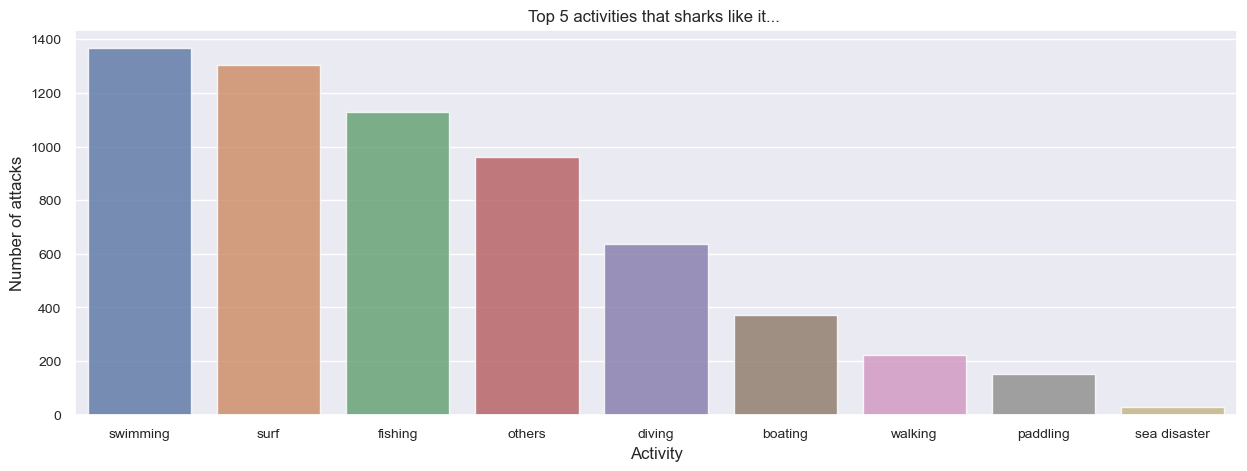 Top 5 activities that sharks like it...
Number of attacks
1400
1200
1000
800
600
400
200
0
swimming surf fishing others diving boating walking paddling sea disaster
Activity